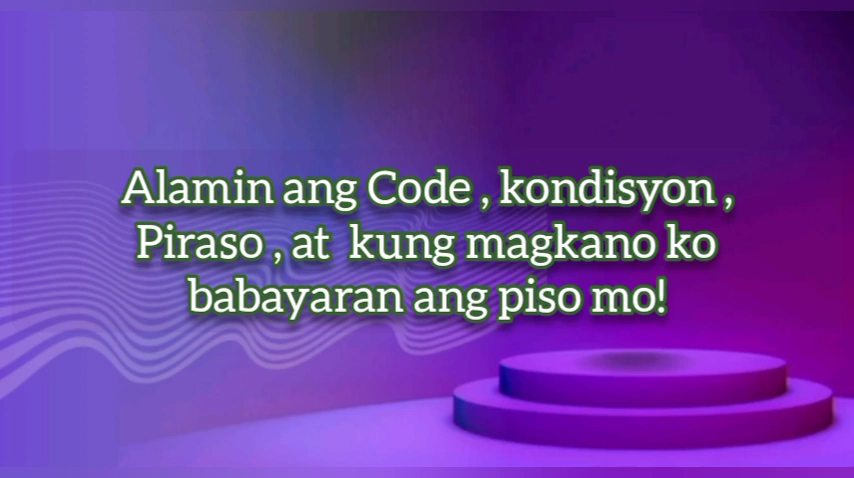 Alamin ang Code , kondisyon ,
Piraso , at kung magkano ko
babayaran ang piso mo!